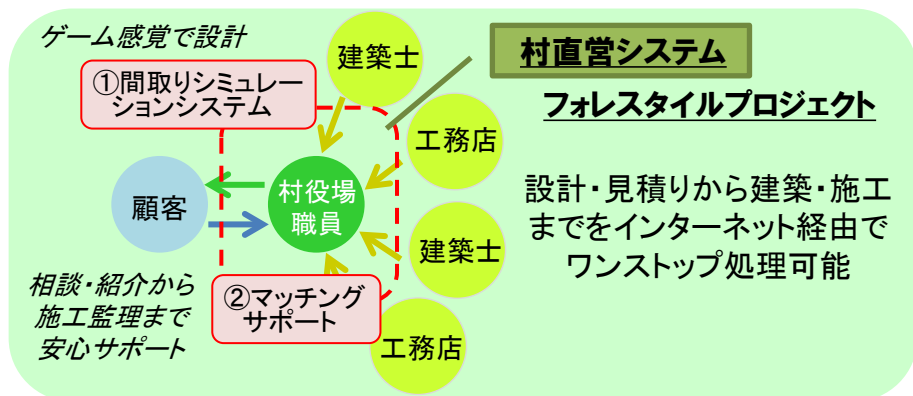 ゲーム感覚で設計
①間取りシミュレー
ションシステム
建築士
村直営システム
フォレスタイルプロジェクト
工務店
顧客
村役場
職員
設計・見積りから建築・施工
までをインターネット経由で
ワンストップ処理可能
建築士
相談・紹介から
施工監理まで
安心サポート
②マッチング
サポート
工務店